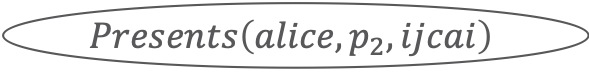 Presents(alice, p₂, ijcai)